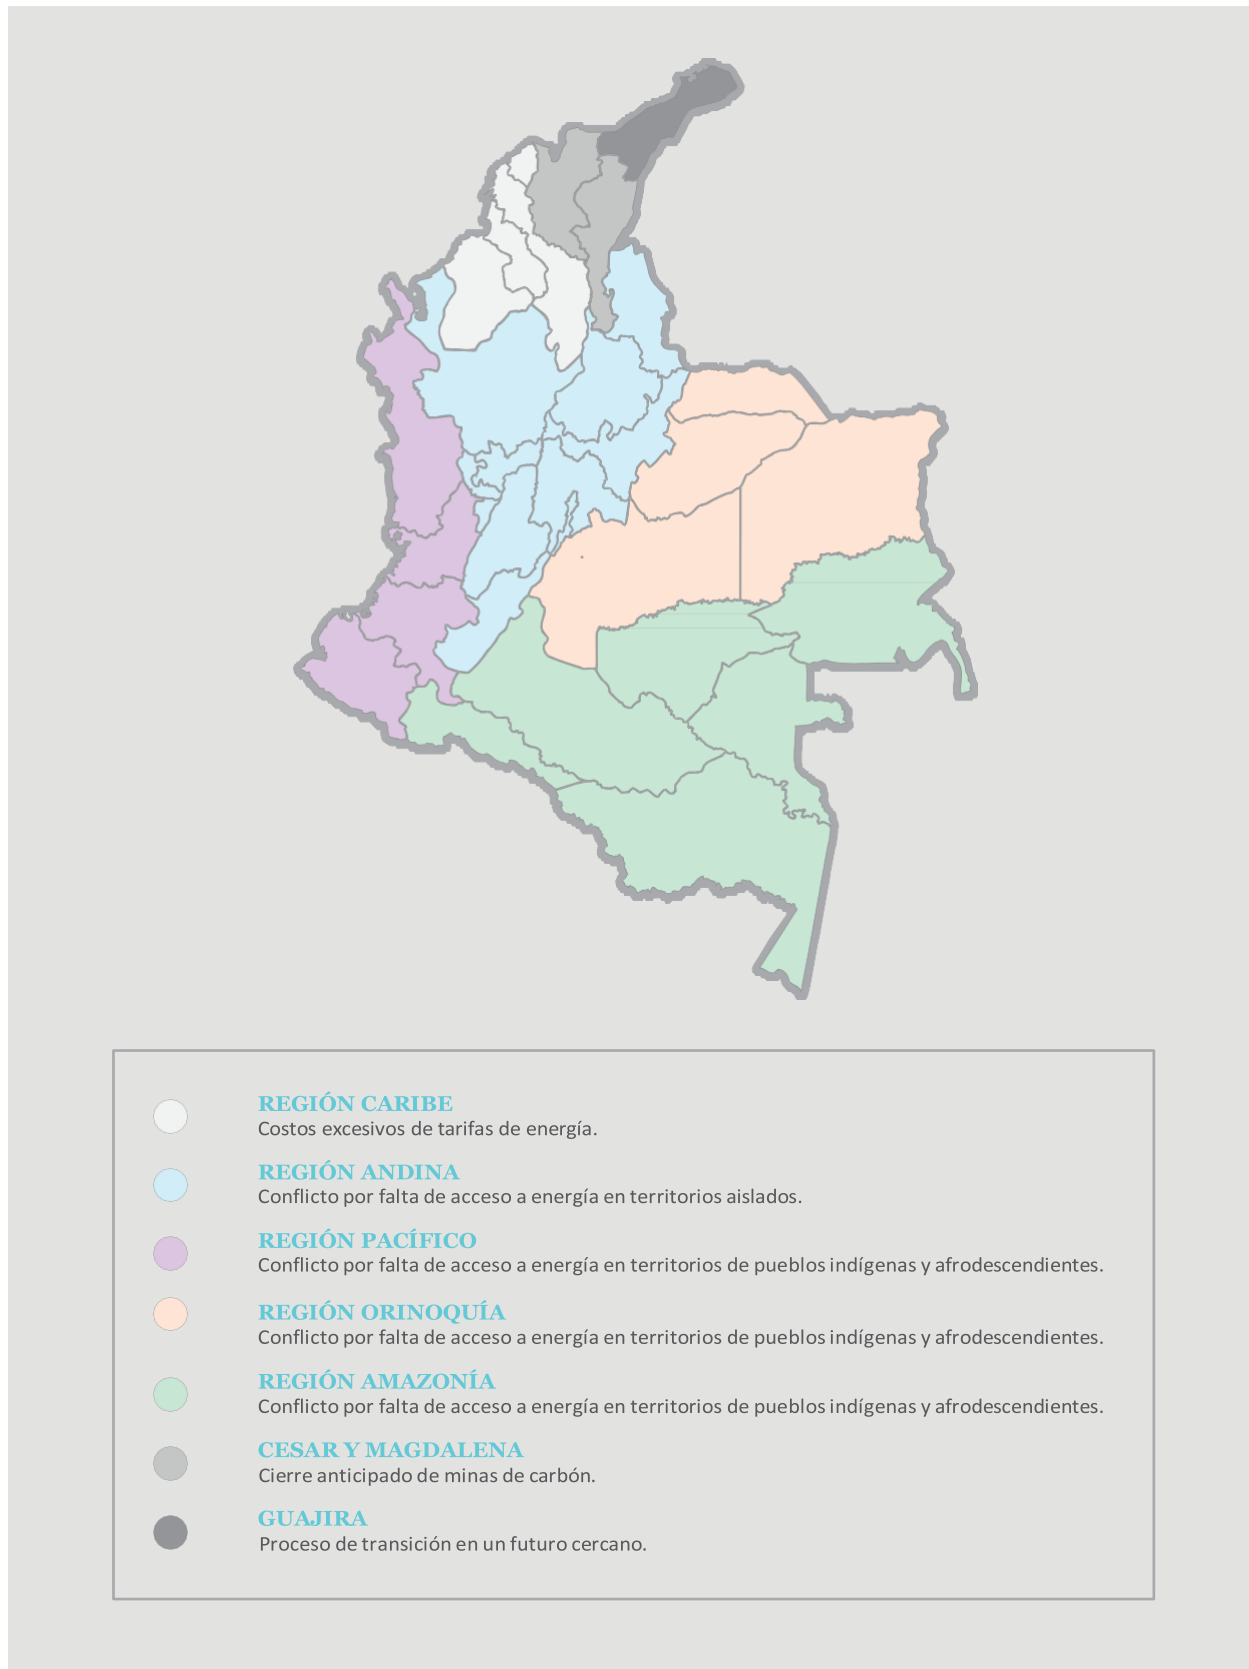 REGIÓN CARIBE
Costos excesivos de tarifas de energía.
REGIÓN ANDINA
Conflicto por falta de acceso a energía en territorios aislados.
REGIÓN PACÍFICO
Conflicto por falta de acceso a energía en territorios de pueblos indígenas y afrodescendientes.
REGIÓN ORINOQUÍA
Conflicto por falta de acceso a energía en territorios de pueblos indígenas y afrodescendientes.
REGIÓN AMAZONÍA
Conflicto por falta de acceso a energía en territorios de pueblos indígenas y afrodescendientes.
CESAR Y MAGDALENA
Cierre anticipado de minas de carbón.
GUAJIRA
Proceso de transición en un futuro cercano.